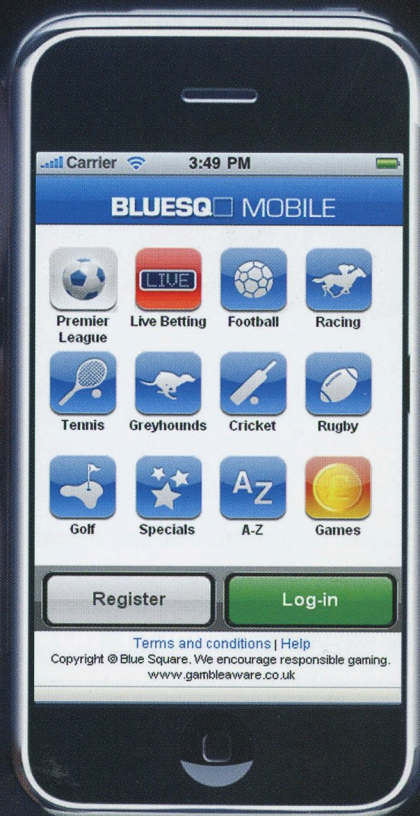 Carrier 3:49 PM
BLUESQ MOBILE
LIVE
Premier League Live Betting Football Racing
Tennis Greyhounds Cricket Rugby
AZ
£
Golf Specials A-Z Games
Register Log-in
Terms and conditions | Help
Copyright © Blue Square. We encourage responsible gaming.
www.gambleaware.co.uk